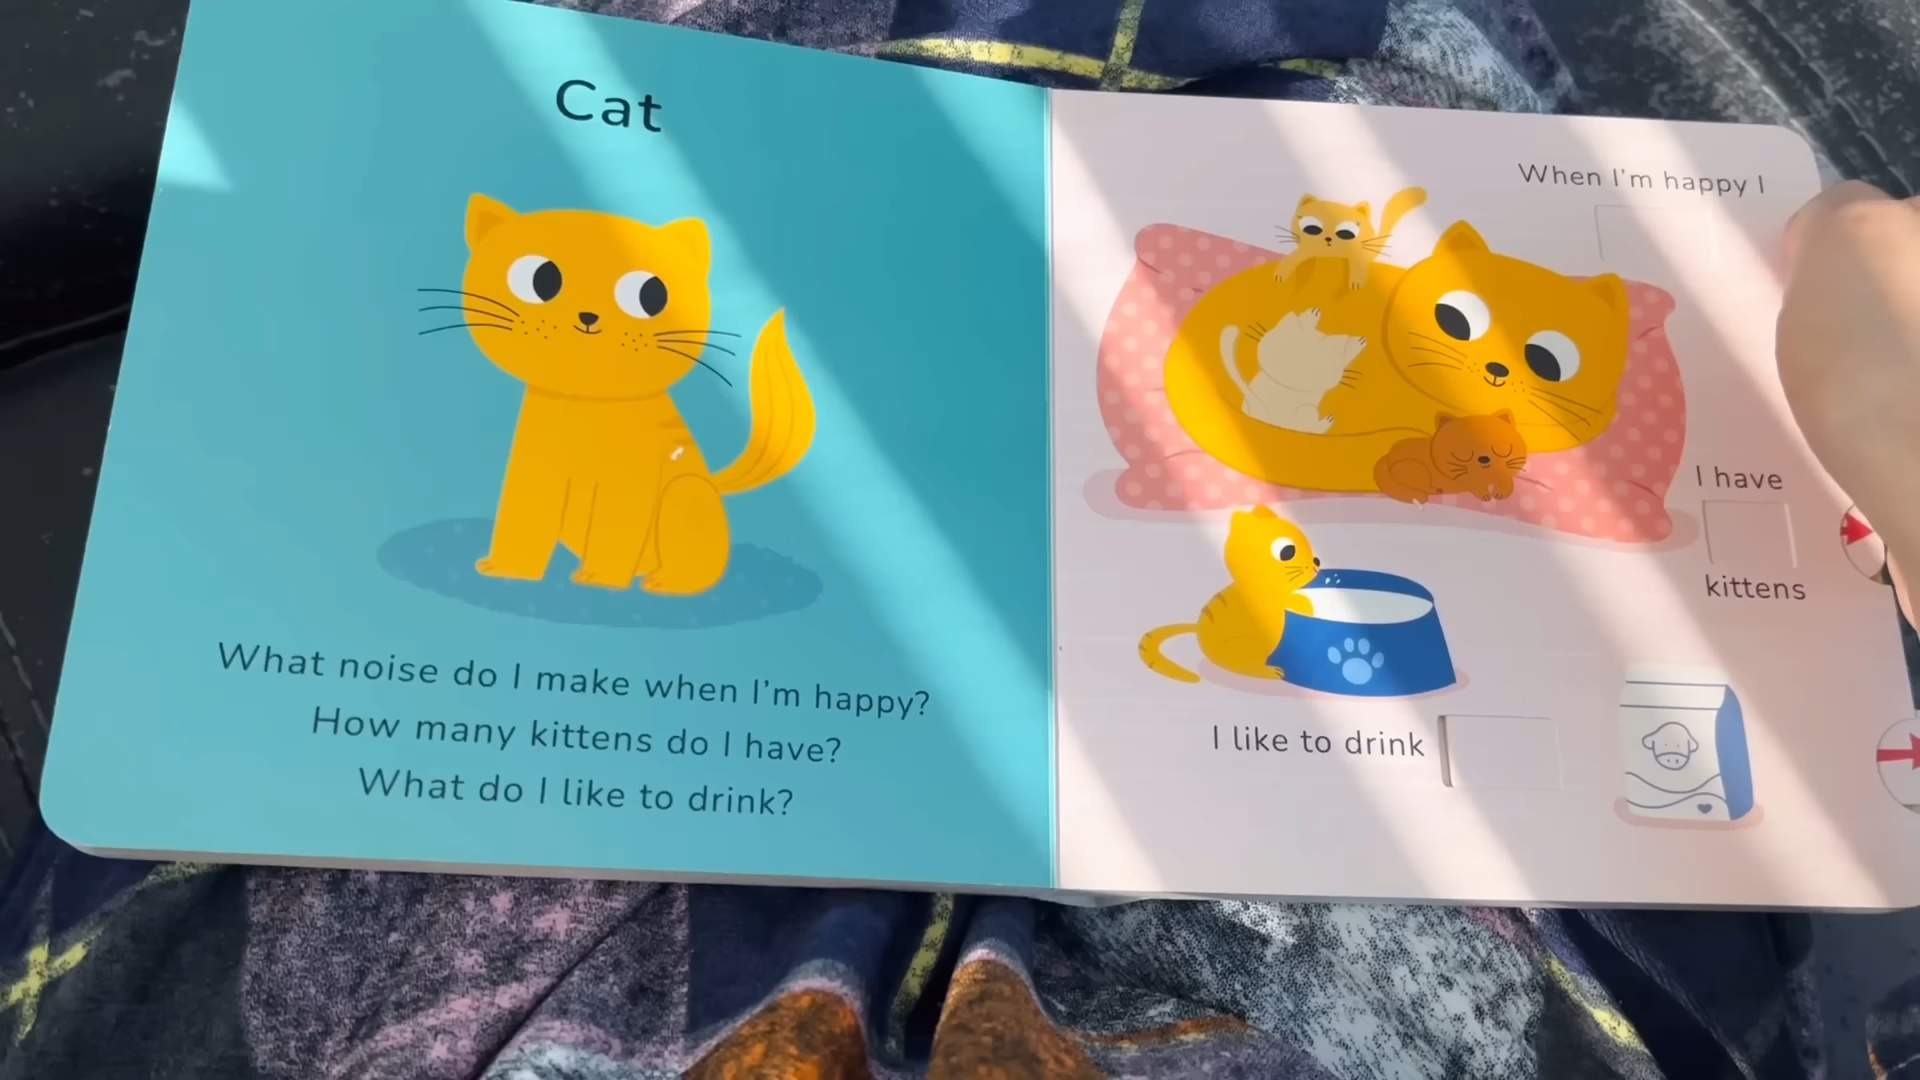 Cat
What noise do I make when I'm happy?
How many kittens do I have?
What do I like to drink?
When I'm happy I
I have
kittens
I like to drink